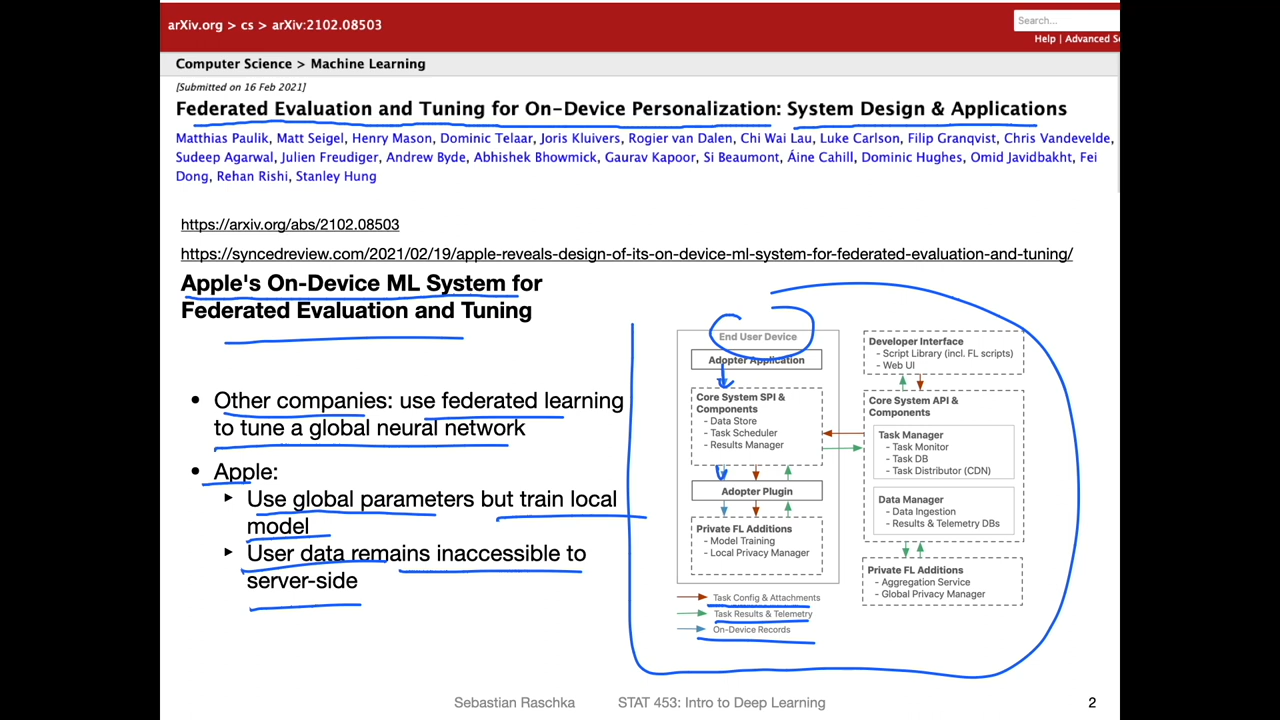 arXiv.org > cs > arXiv:2102.08503
Search...
Help | Advanced Se
Computer Science > Machine Learning
[Submitted on 16 Feb 2021]
Federated Evaluation and Tuning for On-Device Personalization: System Design & Applications
Matthias Paulik, Matt Seigel, Henry Mason, Dominic Telaar, Joris Kluivers, Rogier van Dalen, Chi Wai Lau, Luke Carlson, Filip Granqvist, Chris Vandevelde,
Sudeep Agarwal, Julien Freudiger, Andrew Byde, Abhishek Bhowmick, Gaurav Kapoor, Si Beaumont, Áine Cahill, Dominic Hughes, Omid Javidbakht, Fei
Dong, Rehan Rishi, Stanley Hung
https://arxiv.org/abs/2102.08503
https://syncedreview.com/2021/02/19/apple-reveals-design-of-its-on-device-ml-system-for-federated-evaluation-and-tuning/
Apple's On-Device ML System for
Federated Evaluation and Tuning
• Other companies: use federated learning
to tune a global neural network
• Apple:
‣ Use global parameters but train local
model
‣ User data remains inaccessible to
server-side
End User Device
Adopter Application
Core System SPI &
Components
- Data Store
- Task Scheduler
- Results Manager
Adopter Plugin
Private FL Additions
- Model Training
- Local Privacy Manager
Developer Interface
- Script Library (incl. FL scripts)
- Web UI
Core System API &
Components
Task Manager
- Task Monitor
- Task DB
- Task Distributor (CDN)
Data Manager
- Data Ingestion
- Results & Telemetry DBs
Private FL Additions
- Aggregation Service
- Global Privacy Manager
Task Config & Attachments
Task Results & Telemetry
On-Device Records
Sebastian Raschka STAT 453: Intro to Deep Learning 2